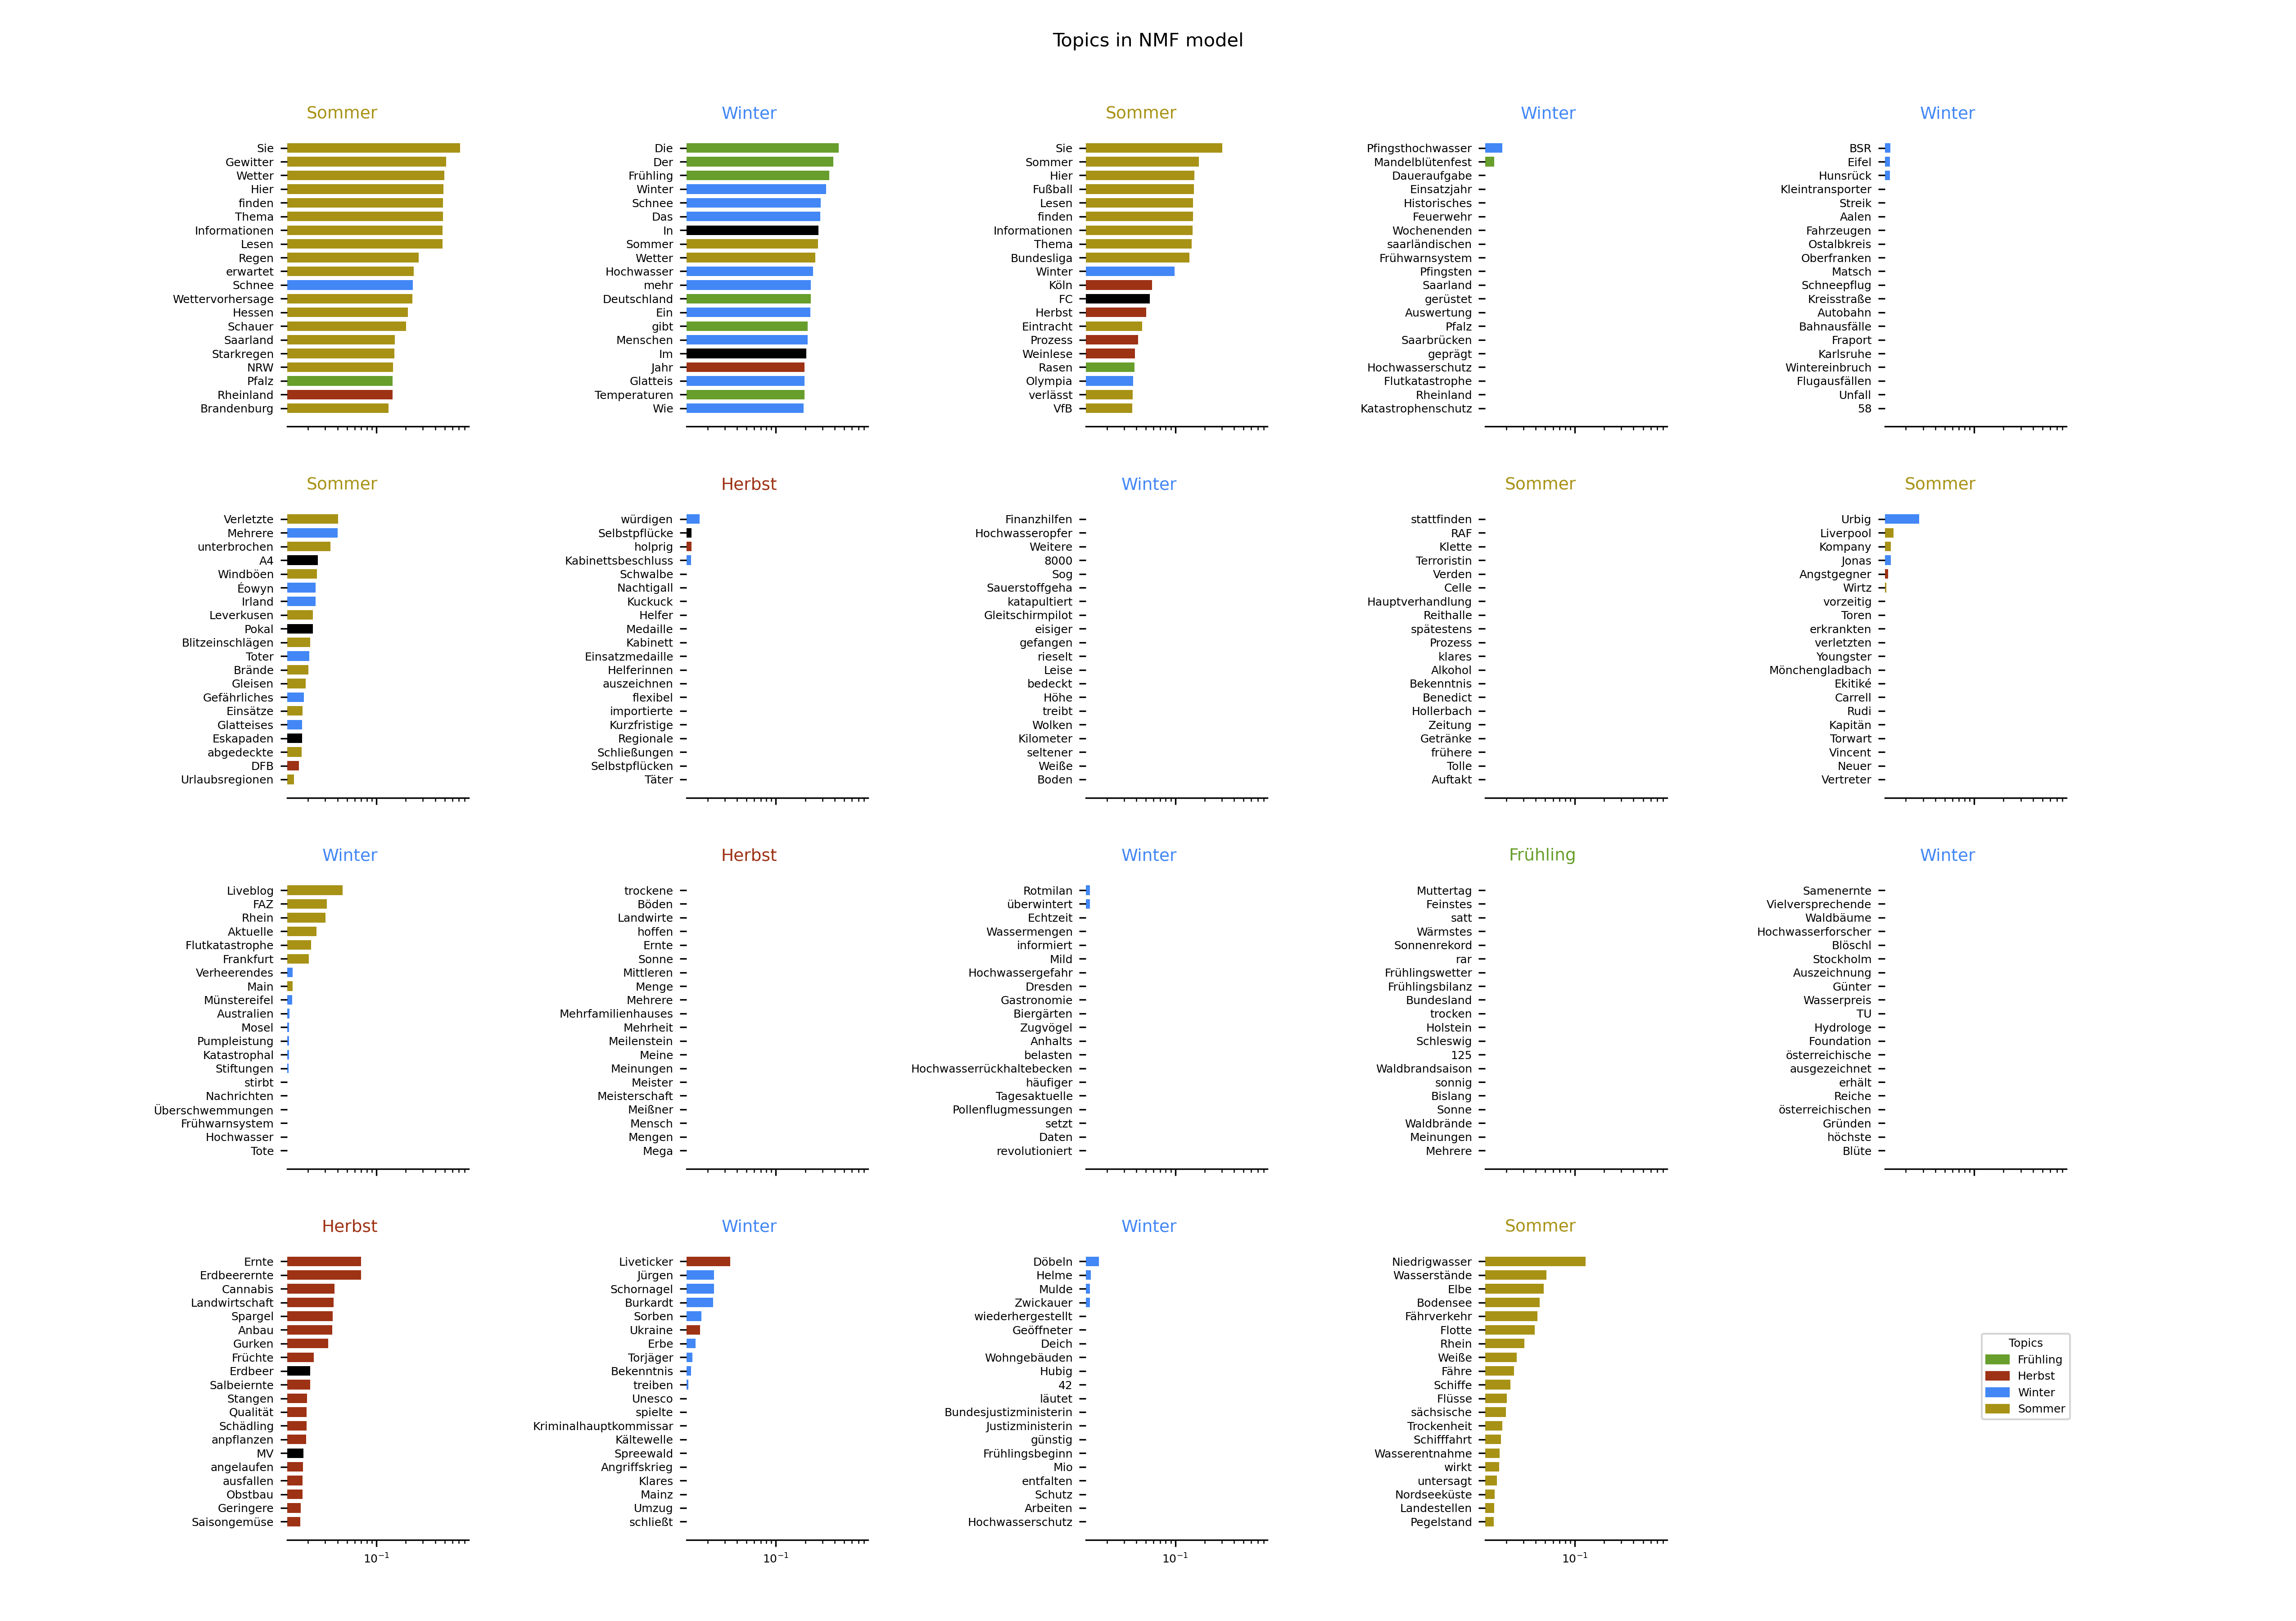 Topics in NMF model
Sommer
Sie
Gewitter
Wetter
Hier
finden
Thema
Informationen
Lesen
Regen
erwartet
Schnee
Wettervorhersage
Hessen
Schauer
Saarland
Starkregen
NRW
Pfalz
Rheinland
Brandenburg
Winter
Die
Der
Frühling
Winter
Schnee
Das
In
Sommer
Wetter
Hochwasser
mehr
Deutschland
Ein
gibt
Menschen
Im
Jahr
Glatteis
Temperaturen
Wie
Sommer
Sie
Sommer
Hier
Fußball
Lesen
finden
Informationen
Thema
Bundesliga
Winter
Köln
FC
Herbst
Eintracht
Prozess
Weinlese
Rasen
Olympia
verlässt
VfB
Winter
Pfingsthochwasser
Mandelblütenfest
Daueraufgabe
Einsatzjahr
Historisches
Feuerwehr
Wochenenden
saarländischen
Frühwarnsystem
Pfingsten
Saarland
gerüstet
Auswertung
Pfalz
Saarbrücken
geprägt
Hochwasserschutz
Flutkatastrophe
Rheinland
Katastrophenschutz
Winter
BSR
Eifel
Hunsrück
Kleintransporter
Streik
Aalen
Fahrzeugen
Ostalbkreis
Oberfranken
Matsch
Schneepflug
Kreisstraße
Autobahn
Bahnausfälle
Fraport
Karlsruhe
Wintereinbruch
Flugausfällen
Unfall
58
Sommer
Verletzte
Mehrere
unterbrochen
A4
Windböen
Éowyn
Irland
Leverkusen
Pokal
Blitzeinschlägen
Toter
Brände
Gleisen
Gefährliches
Einsätze
Glatteises
Eskapaden
abgedeckte
DFB
Urlaubsregionen
Herbst
würdigen
Selbstpflücke
holprig
Kabinettsbeschluss
Schwalbe
Nachtigall
Kuckuck
Helfer
Medaille
Kabinett
Einsatzmedaille
Helferinnen
auszeichnen
flexibel
importierte
Kurzfristige
Regionale
Schließungen
Selbstpflücken
Täter
Winter
Finanzhilfen
Hochwasseropfer
Weitere
8000
Sog
Sauerstoffgeha
katapultiert
Gleitschirmpilot
eisiger
gefangen
rieselt
Leise
bedeckt
Höhe
treibt
Wolken
Kilometer
seltener
Weiße
Boden
Sommer
stattfinden
RAF
Klette
Terroristin
Verden
Celle
Hauptverhandlung
Reithalle
spätestens
Prozess
klares
Alkohol
Bekenntnis
Benedict
Hollerbach
Zeitung
Getränke
frühere
Tolle
Auftakt
Sommer
Urbig
Liverpool
Kompany
Jonas
Angstgegner
Wirtz
vorzeitig
Toren
erkrankten
verletzten
Youngster
Mönchengladbach
Ekitiké
Carrell
Rudi
Kapitän
Torwart
Vincent
Neuer
Vertreter
Winter
Liveblog
FAZ
Rhein
Aktuelle
Flutkatastrophe
Frankfurt
Verheerendes
Main
Münstereifel
Australien
Mosel
Pumpleistung
Katastrophal
Stiftungen
stirbt
Nachrichten
Überschwemmungen
Frühwarnsystem
Hochwasser
Tote
Herbst
trockene
Böden
Landwirte
hoffen
Ernte
Sonne
Mittleren
Menge
Mehrere
Mehrfamilienhauses
Mehrheit
Meilenstein
Meine
Meinungen
Meister
Meisterschaft
Meißner
Mensch
Mengen
Mega
Winter
Rotmilan
überwintert
Echtzeit
Wassermengen
informiert
Mild
Hochwassergefahr
Dresden
Gastronomie
Biergärten
Zugvögel
Anhalts
belasten
Hochwasserrückhaltebecken
häufiger
Tagesaktuelle
Pollenflugmessungen
setzt
Daten
revolutioniert
Frühling
Muttertag
Feinstes
satt
Wärmstes
Sonnenrekord
rar
Frühlingswetter
Frühlingsbilanz
Bundesland
trocken
Holstein
Schleswig
125
Waldbrandsaison
sonnig
Bislang
Sonne
Waldbrände
Meinungen
Mehrere
Winter
Samenernte
Vielversprechende
Waldbäume
Hochwasserforscher
Blöschl
Stockholm
Auszeichnung
Günter
Wasserpreis
TU
Hydrologe
Foundation
österreichische
ausgezeichnet
erhält
Reiche
österreichischen
Gründen
höchste
Blüte
Herbst
Ernte
Erdbeerernte
Cannabis
Landwirtschaft
Spargel
Anbau
Gurken
Früchte
Erdbeer
Salbeiernte
Stangen
Qualität
Schädling
anpflanzen
MV
angelaufen
ausfallen
Obstbau
Geringere
Saisongemüse
10⁻¹
Winter
Liveticker
Jürgen
Schornagel
Burkardt
Sorben
Ukraine
Erbe
Torjäger
Bekenntnis
treiben
Unesco
spielte
Kriminalhauptkommissar
Kältewelle
Spreewald
Angriffskrieg
Klares
Mainz
Umzug
schließt
10⁻¹
Winter
Döbeln
Helme
Mulde
Zwickauer
wiederhergestellt
Geöffneter
Deich
Wohngebäuden
Hubig
42
läutet
Bundesjustizministerin
Justizministerin
günstig
Frühlingsbeginn
Mio
entfalten
Schutz
Arbeiten
Hochwasserschutz
10⁻¹
Sommer
Niedrigwasser
Wasserstände
Elbe
Bodensee
Fährverkehr
Flotte
Rhein
Weiße
Fähre
Schiffe
Flüsse
sächsische
Trockenheit
Schifffahrt
Wasserentnahme
wirkt
untersagt
Nordseeküste
Landestellen
Pegelstand
10⁻¹
Topics
Frühling
Herbst
Winter
Sommer